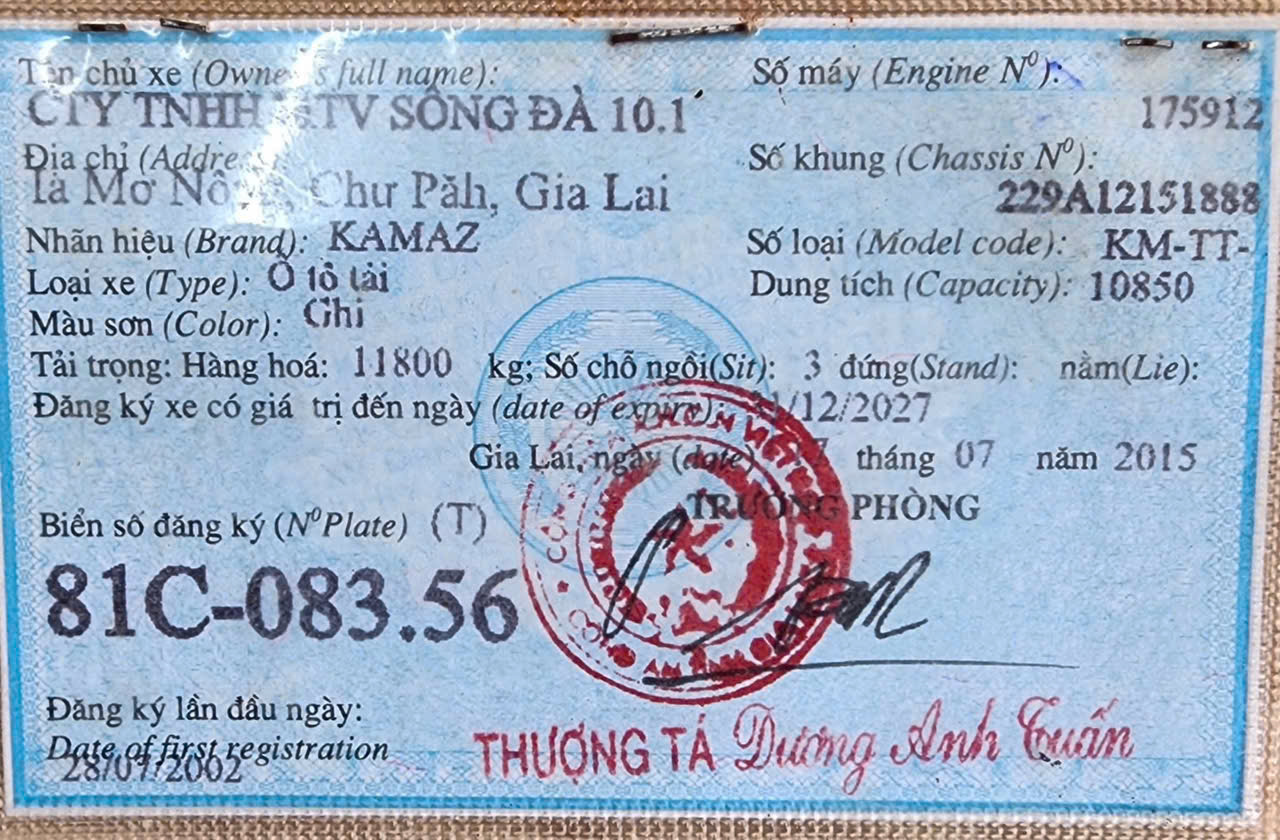 Tên chủ xe (Owner's full name):
Số máy (Engine Nº):
CTY TNHH MTV SÔNG ĐÀ 10.1
175912
Địa chỉ (Address):
Số khung (Chassis Nº):
Ia Mơ Nông, Chư Păh, Gia Lai
229A12151888
Nhãn hiệu (Brand): KAMAZ
Số loại (Model code): KM-TT-
Loại xe (Type): Ô tô tải
Dung tích (Capacity): 10850
Màu sơn (Color): Ghi
Tải trọng: Hàng hoá: 11800 kg; Số chỗ ngồi(Sit): 3 đứng(Stand): nằm(Lie):
Đăng ký xe có giá trị đến ngày (date of expire): 31/12/2027
Gia Lai, ngày (date) tháng 07 năm 2015
TRƯỞNG PHÒNG
Biển số đăng ký (NºPlate) (T)
81C-083.56
Đăng ký lần đầu ngày:
Date of first registration
28/07/2002
THƯỢNG TÁ Dương Anh Tuấn